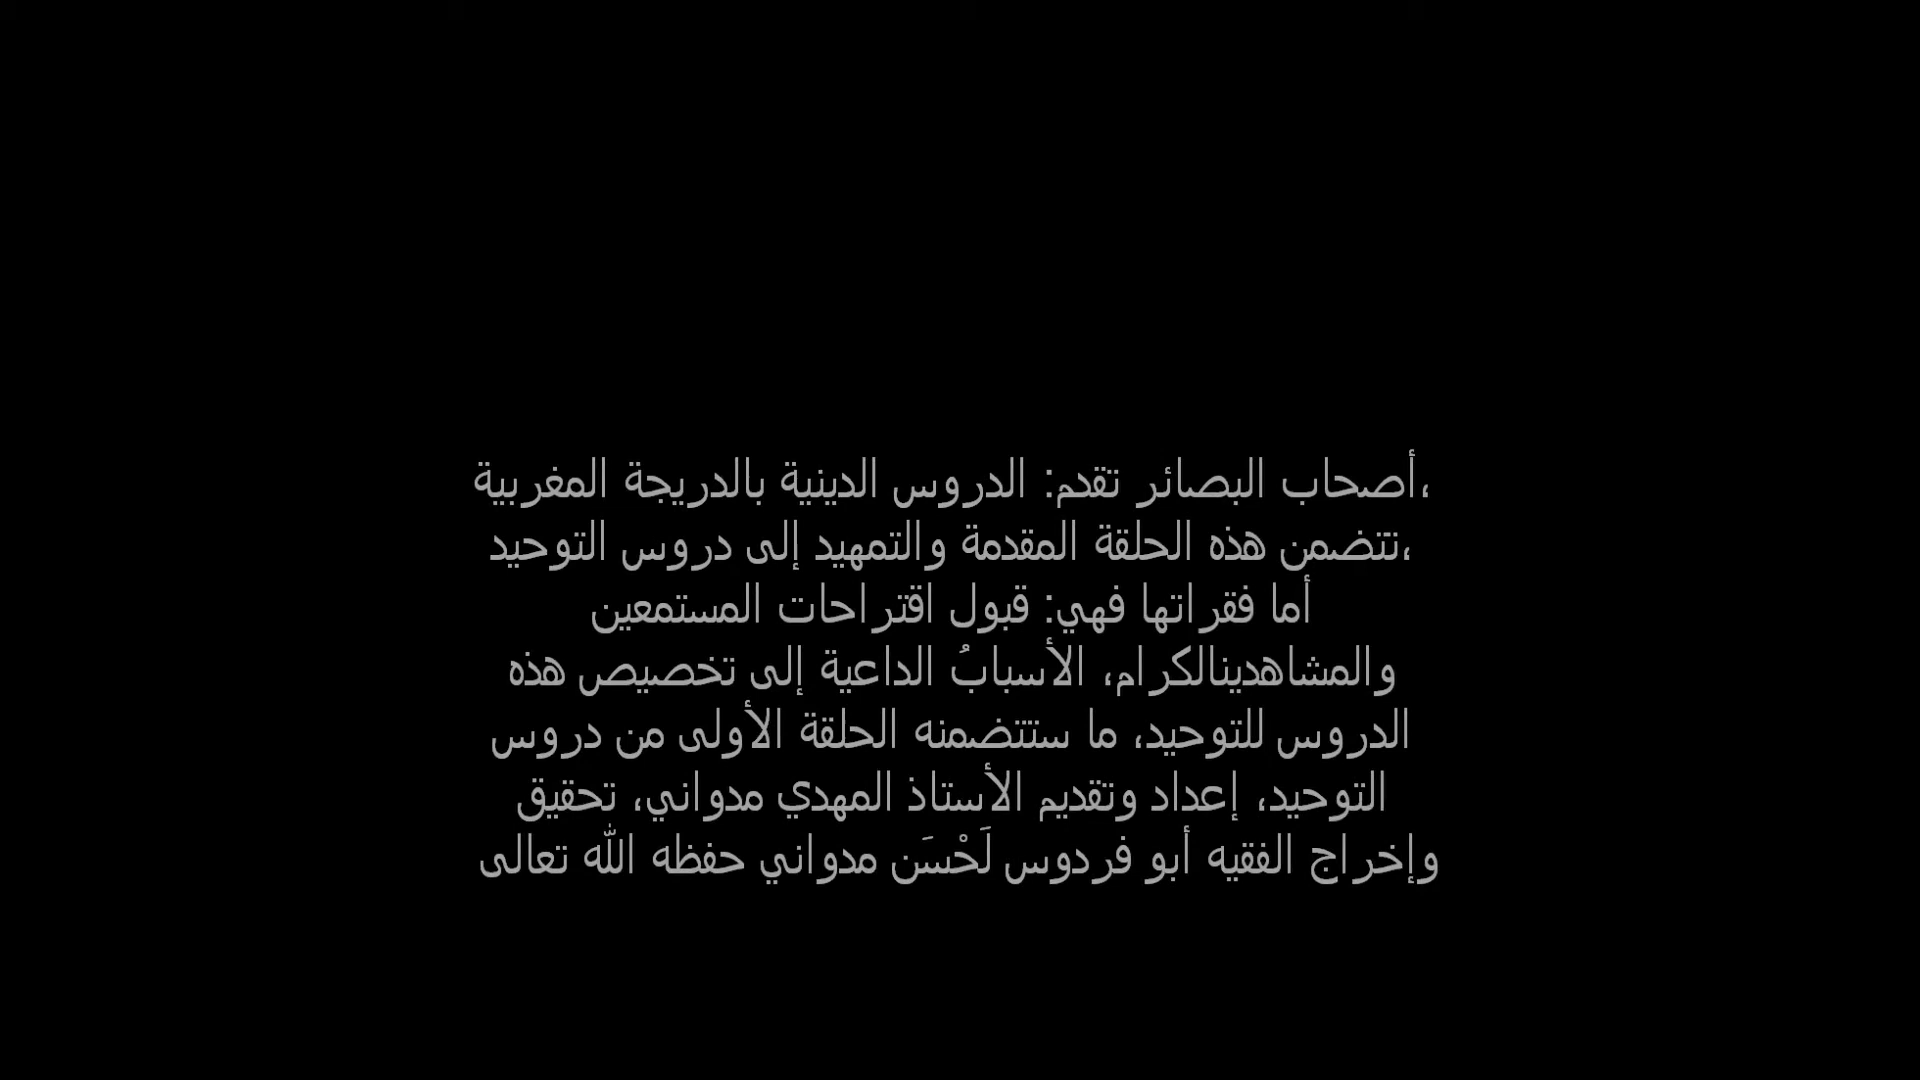 ،أصحاب البصائر تقدم: الدروس الدينية بالدريجة المغربية
،تتضمن هذه الحلقة المقدمة والتمهيد إلى دروس التوحيد
أما فقراتها فهي: قبول اقتراحات المستمعين
والمشاهدينالكرام، الأسبابُ الداعية إلى تخصيص هذه
الدروس للتوحيد، ما ستتضمنه الحلقة الأولى من دروس
التوحيد، إعداد وتقديم الأستاذ المهدي مدواني، تحقيق
وإخراج الفقيه أبو فردوس لَحْسَن مدواني حفظه الله تعالى